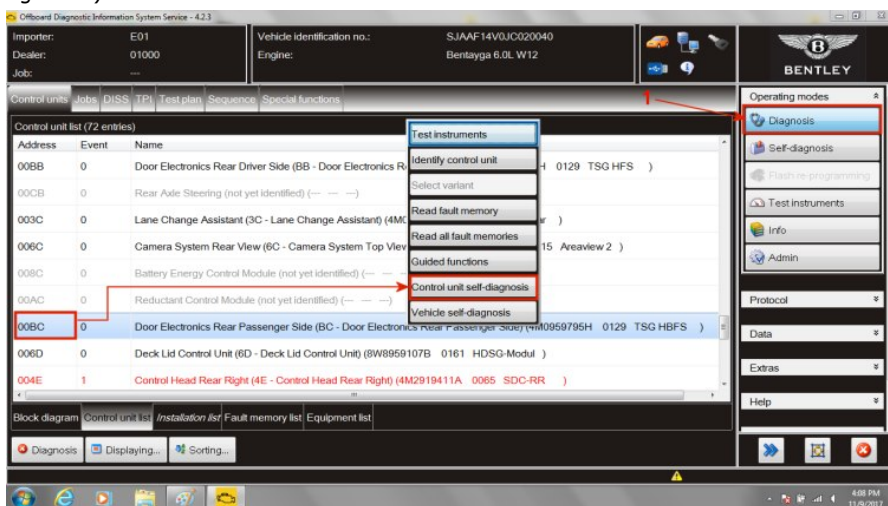 Offboard Diagnostic Information System Service - 4.2.3
Importer: E01 Vehicle identification no.: SJAAF14V0JC020040
Dealer: 01000 Engine: Bentayga 6.0L W12
Job: ---
BENTLEY
Control units Jobs DISS TPI Test plan Sequence Special functions
1
Operating modes
Control unit list (72 entries)
Address Event Name
00BB 0 Door Electronics Rear Driver Side (BB - Door Electronics R H 0129 TSG HFS )
00CB 0 Rear Axle Steering (not yet identified) (--- --- ---)
003C 0 Lane Change Assistant (3C - Lane Change Assistant) (4M0 )
006C 0 Camera System Rear View (6C - Camera System Top View 15 Areaview 2 )
008C 0 Battery Energy Control Module (not yet identified) (---
00AC 0 Reductant Control Module (not yet identified) (--- --- ---)
00BC 0 Door Electronics Rear Passenger Side (BC - Door Electronics Rear Passenger Side) (4M0959795H 0129 TSG HBFS )
006D 0 Deck Lid Control Unit (6D - Deck Lid Control Unit) (8W8959107B 0161 HDSG-Modul )
004E 1 Control Head Rear Right (4E - Control Head Rear Right) (4M2919411A 0065 SDC-RR )
Test instruments
Identify control unit
Select variant
Read fault memory
Read all fault memories
Guided functions
Control unit self-diagnosis
Vehicle self-diagnosis
Diagnosis
Self-diagnosis
Flash re-programming
Test instruments
Info
Admin
Protocol
Data
Extras
Help
Block diagram Control unit list Installation list Fault memory list Equipment list
Diagnosis Displaying... Sorting...
4:08 PM
11/9/2017